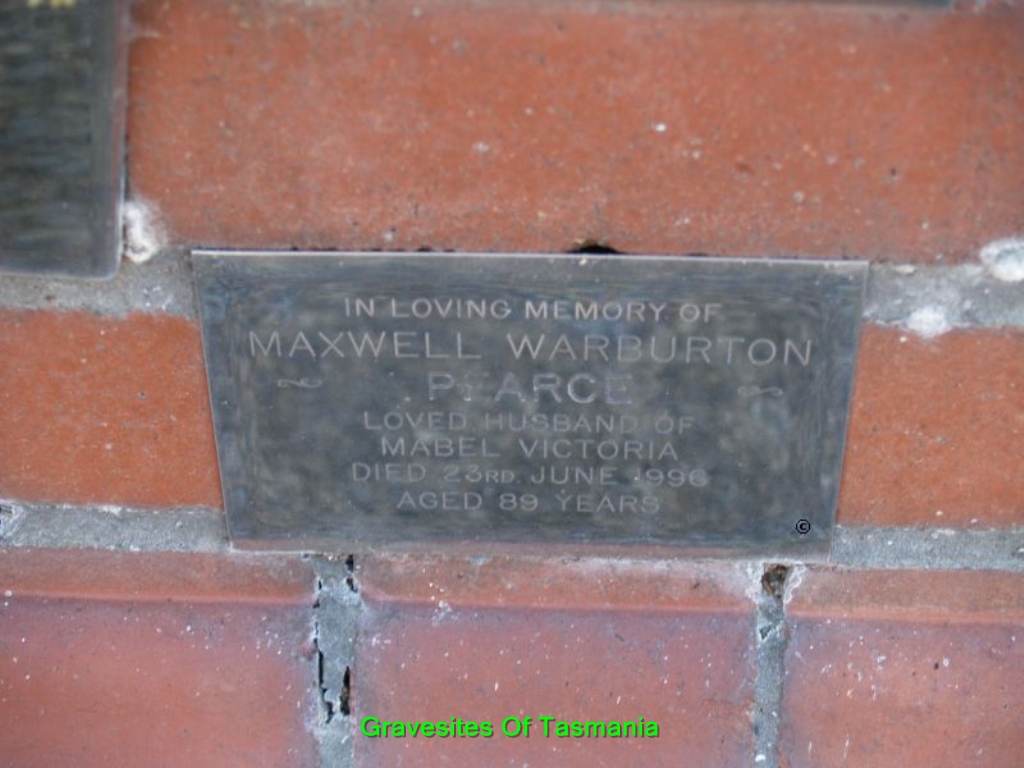 IN LOVING MEMORY OF
MAXWELL WARBURTON
PEARCE
LOVED HUSBAND OF
MABEL VICTORIA
DIED 23RD. JUNE 1996
AGED 89 YEARS
©
Gravesites Of Tasmania